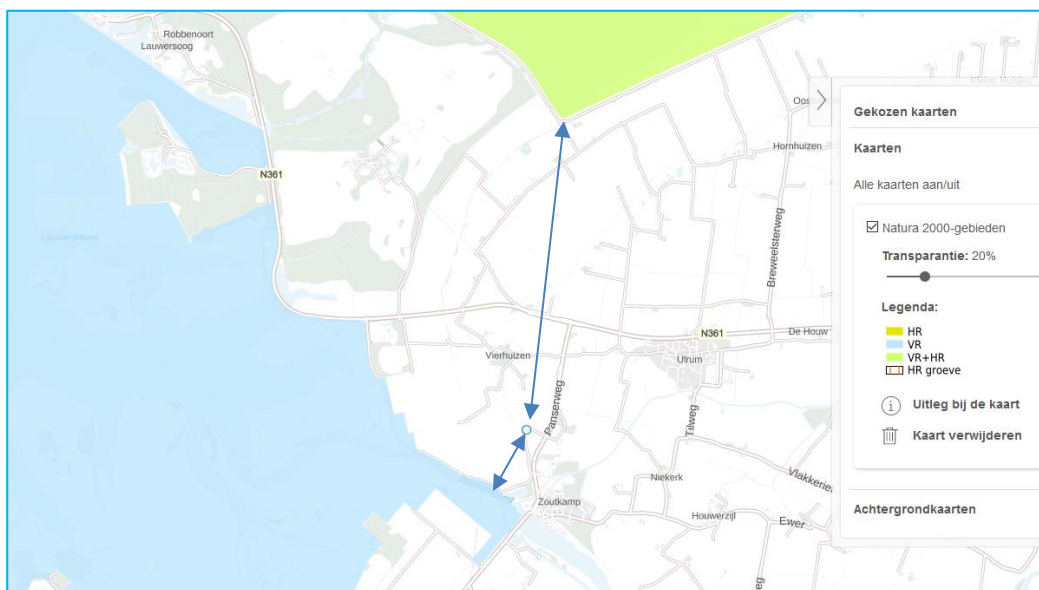 Robbenoort
Lauwersoog
N361
Lauwersmeer
Hornhuizen
Breweelsterweg
N361
De Houw
Ulrum
Vierhuizen
Panserweg
Tilweg
Niekerk
Zoutkamp
Houwerzijl
Ewer
Gekozen kaarten
Kaarten
Alle kaarten aan/uit
Natura 2000-gebieden
Transparantie: 20%
Legenda:
HR
VR
VR+HR
HR groeve
Uitleg bij de kaart
Kaart verwijderen
Achtergrondkaarten